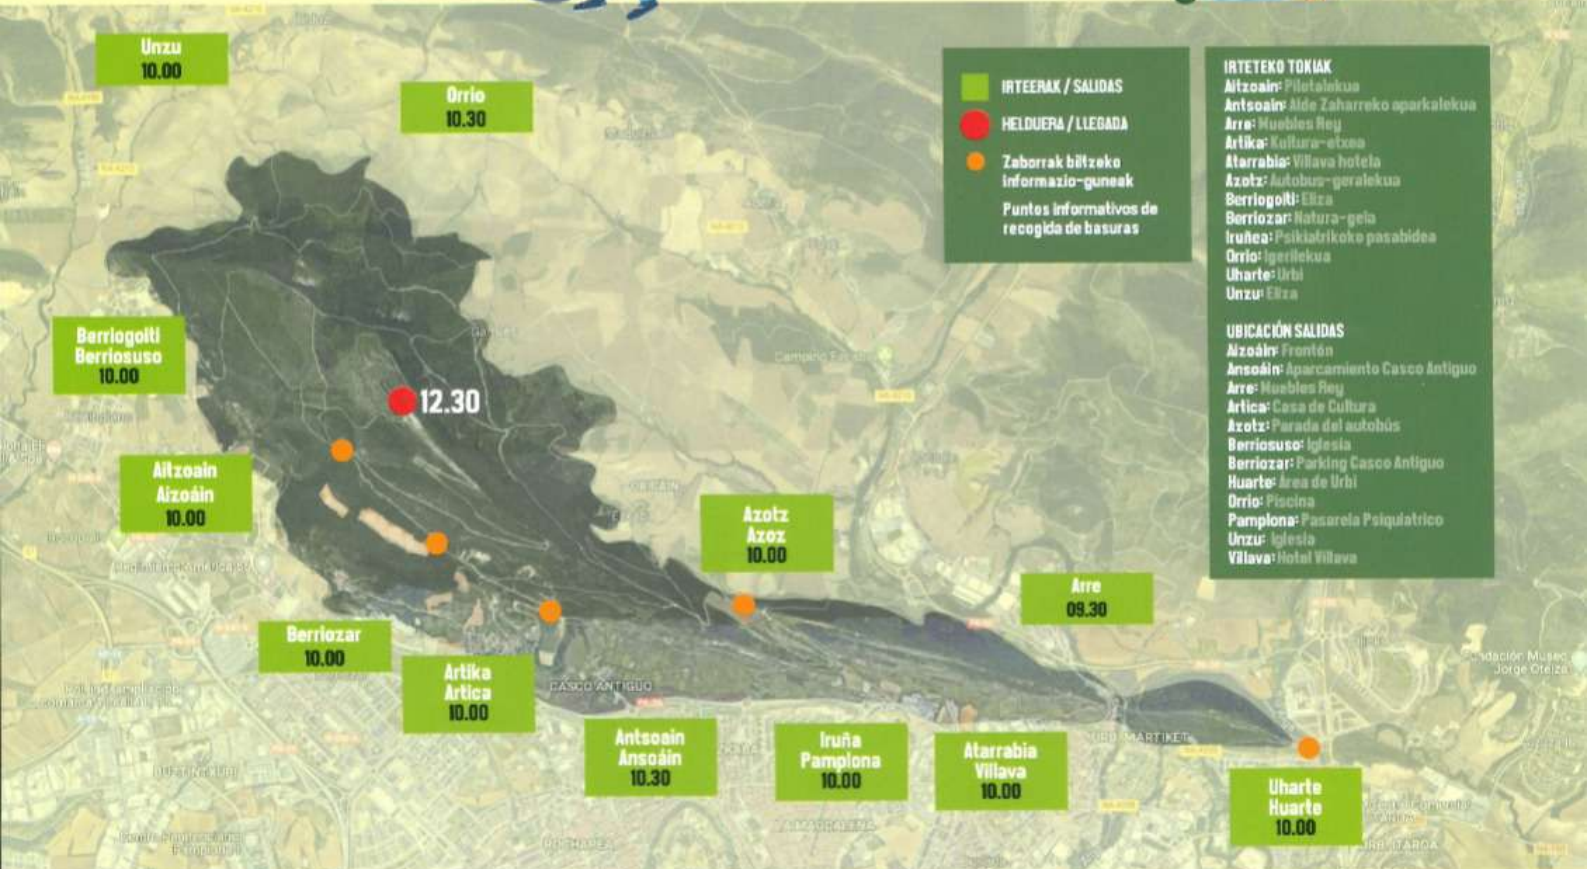 Unzu
10.00
Orrio
10.30
Berriogoiti
Berriosuso
10.00
12.30
Aitzoain
Aizoáin
10.00
Azotz
Azoz
10.00
Arre
09.30
Berriozar
10.00
Artika
Artica
10.00
CASCO ANTIGUO
Antsoain
Ansoáin
10.30
Iruña
Pamplona
10.00
Atarrabia
Villava
10.00
Uharte
Huarte
10.00
IRTEERAK / SALIDAS
HELDUERA / LLEGADA
Zaborrak biltzeko
informazio-guneak
Puntos informativos de
recogida de basuras
IRTETEKO TOKIAK
Aitzoain: Pilotalekua
Antsoain: Alde Zaharreko aparkalekua
Arre: Muebles Rey
Artika: Kultura-etxea
Atarrabia: Villava hotela
Azotz: Autobus-geralekua
Berriogoiti: Eliza
Berriozar: Natura-gela
Iruñea: Psikiatrikoko pasabidea
Orrio: Igerilekua
Uharte: Urbi
Unzu: Eliza
UBICACIÓN SALIDAS
Aizoáin: Frontón
Ansoáin: Aparcamiento Casco Antiguo
Arre: Muebles Rey
Artica: Casa de Cultura
Azotz: Parada del autobús
Berriosuso: Iglesia
Berriozar: Parking Casco Antiguo
Huarte: Área de Urbi
Orrio: Piscina
Pamplona: Pasarela Psiquiatrico
Unzu: Iglesia
Villava: Hotel Villava
URB. MARTIKET
Jorge Oteiza
ROCHAPEA